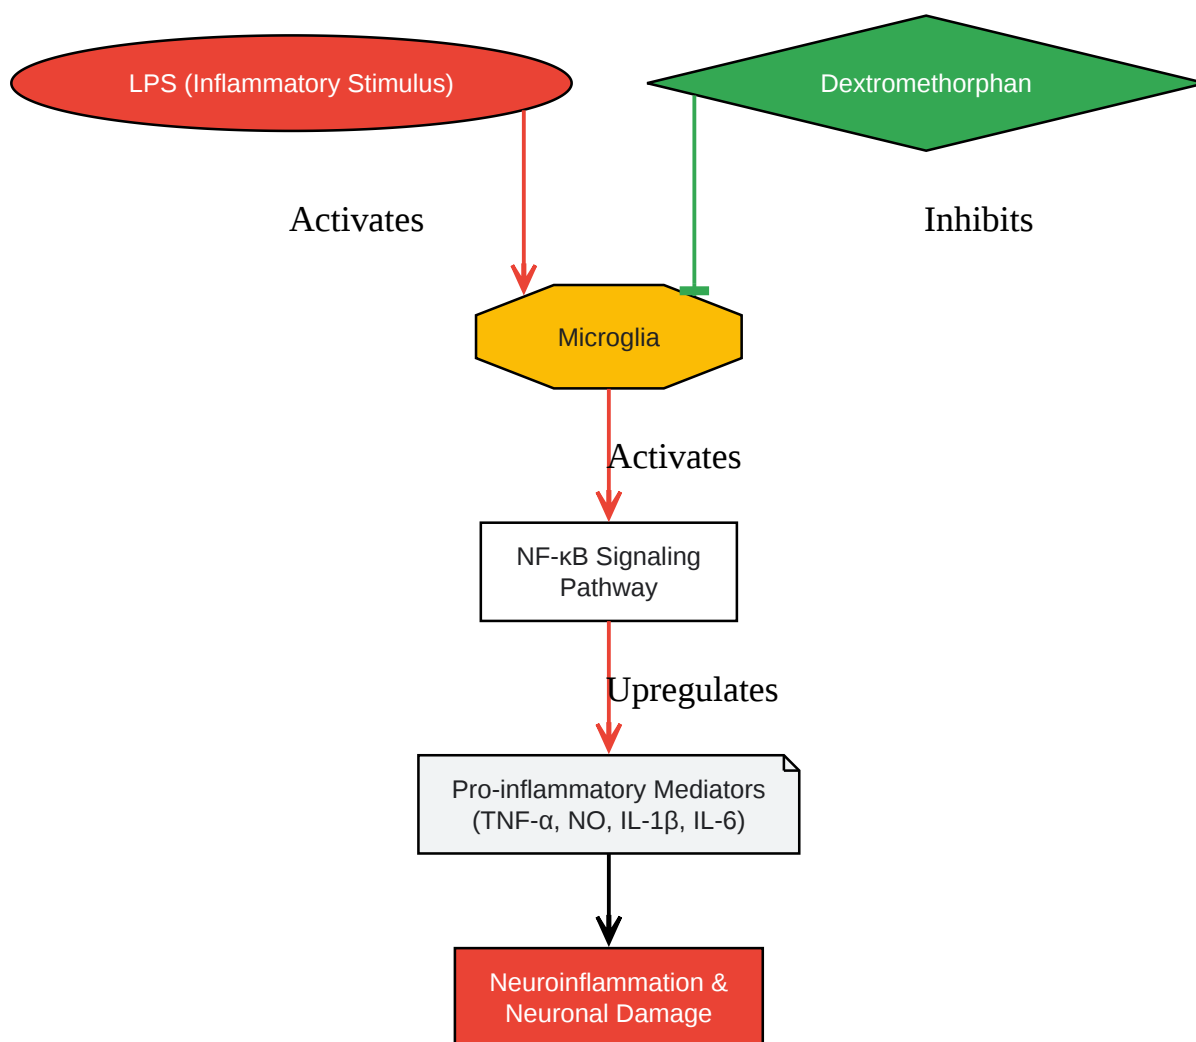 LPS (Inflammatory Stimulus)
Dextromethorphan
Activates
Inhibits
Microglia
Activates
NF-κB Signaling
Pathway
Upregulates
Pro-inflammatory Mediators
(TNF-α, NO, IL-1β, IL-6)
Neuroinflammation &
Neuronal Damage